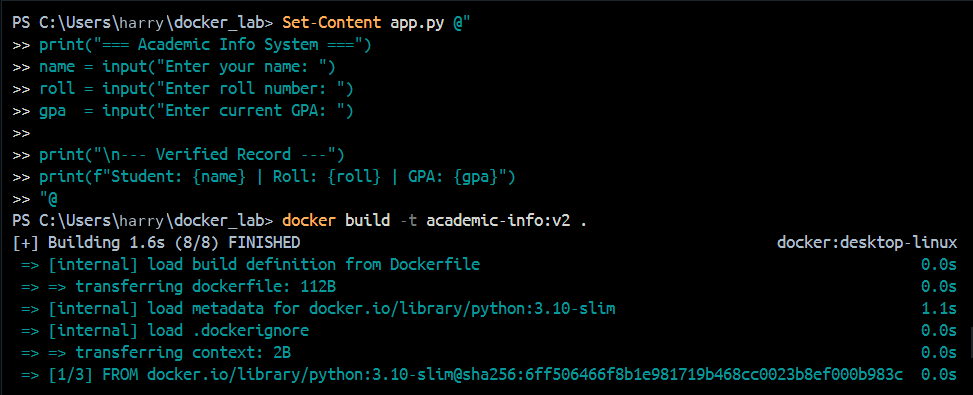 PS C:\Users\harry\docker_lab> Set-Content app.py @"
>> print("=== Academic Info System ===")
>> name = input("Enter your name: ")
>> roll = input("Enter roll number: ")
>> gpa  = input("Enter current GPA: ")
>>
>> print("\n--- Verified Record ---")
>> print(f"Student: {name} | Roll: {roll} | GPA: {gpa}")
>> "@
PS C:\Users\harry\docker_lab> docker build -t academic-info:v2 .
[+] Building 1.6s (8/8) FINISHED docker:desktop-linux
=> [internal] load build definition from Dockerfile 0.0s
=> => transferring dockerfile: 112B 0.0s
=> [internal] load metadata for docker.io/library/python:3.10-slim 1.1s
=> [internal] load .dockerignore 0.0s
=> => transferring context: 2B 0.0s
=> [1/3] FROM docker.io/library/python:3.10-slim@sha256:6ff506466f8b1e981719b468cc0023b8ef000b983c 0.0s